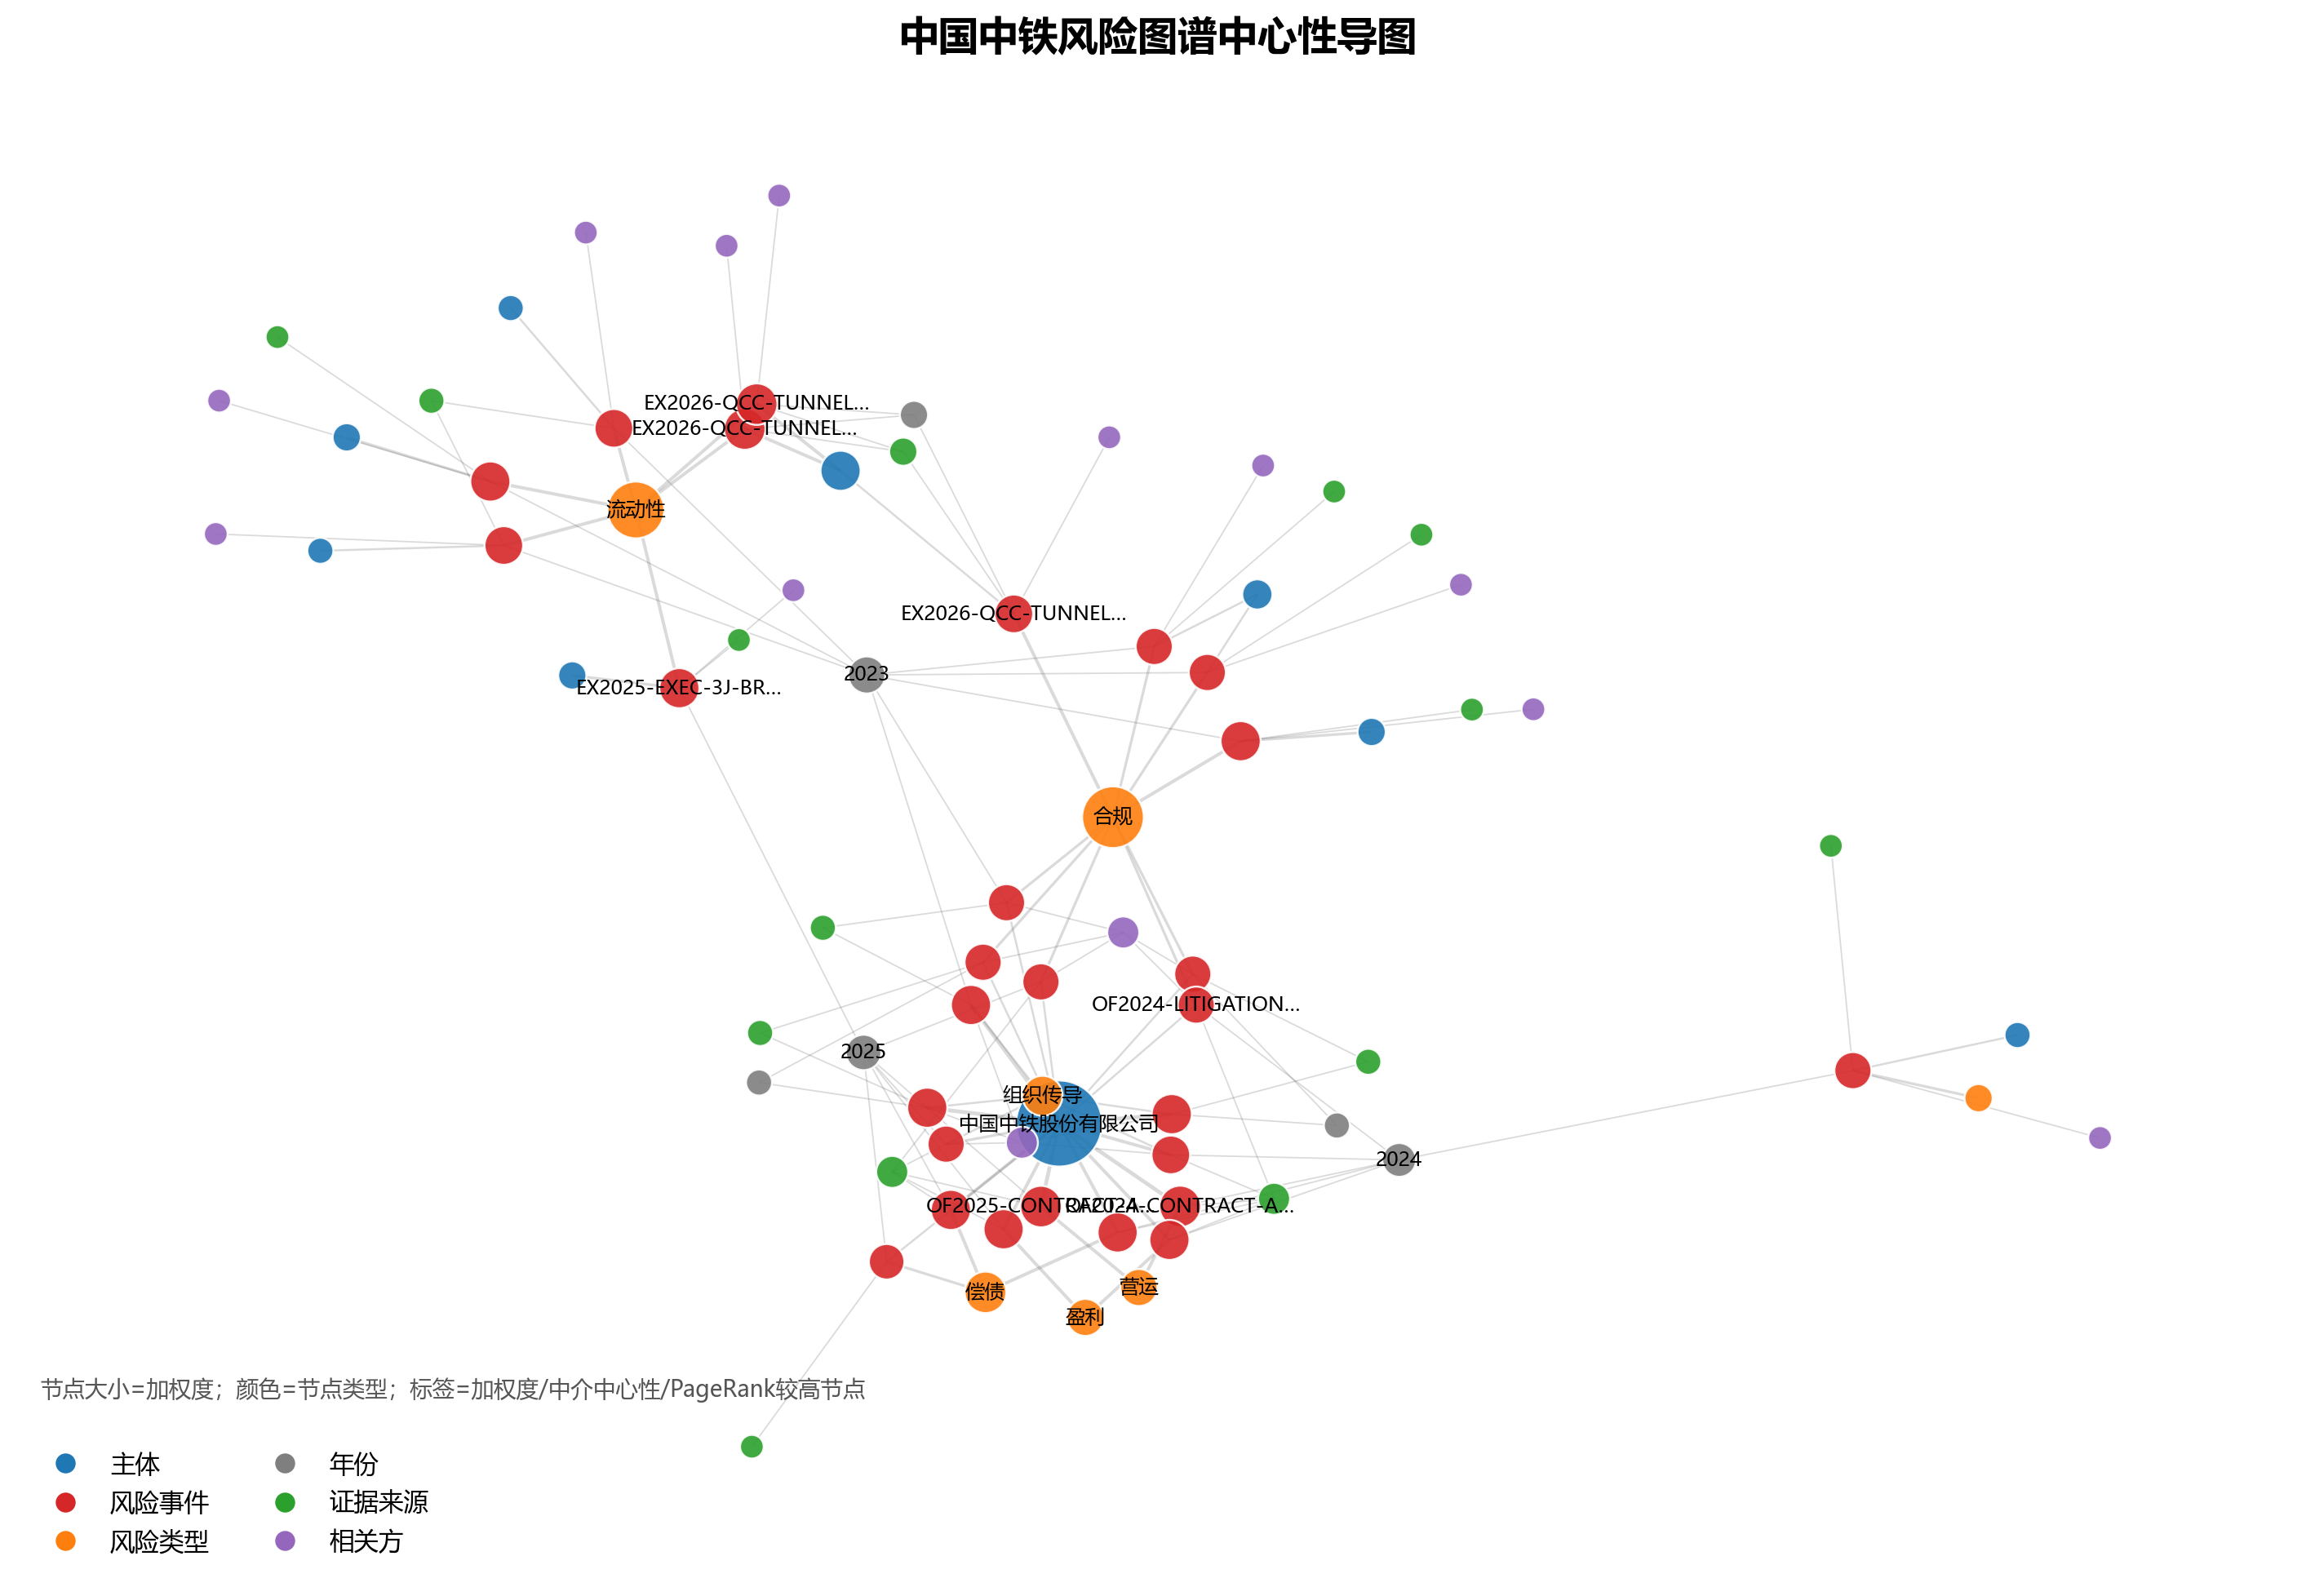 中国中铁风险图谱中心性导图
EX2026-QCC-TUNNEL...
EX2026-QCC-TUNNEL...
流动性
EX2026-QCC-TUNNEL...
2023
EX2025-EXEC-3J-BR...
合规
OF2024-LITIGATION...
2025
组织传导
中国中铁股份有限公司
2024
OF2025-CONTRACT-A...
OF2024-CONTRACT-A...
偿债
营运
盈利
节点大小=加权度；颜色=节点类型；标签=加权度/中介中心性/PageRank较高节点
主体
风险事件
风险类型
年份
证据来源
相关方